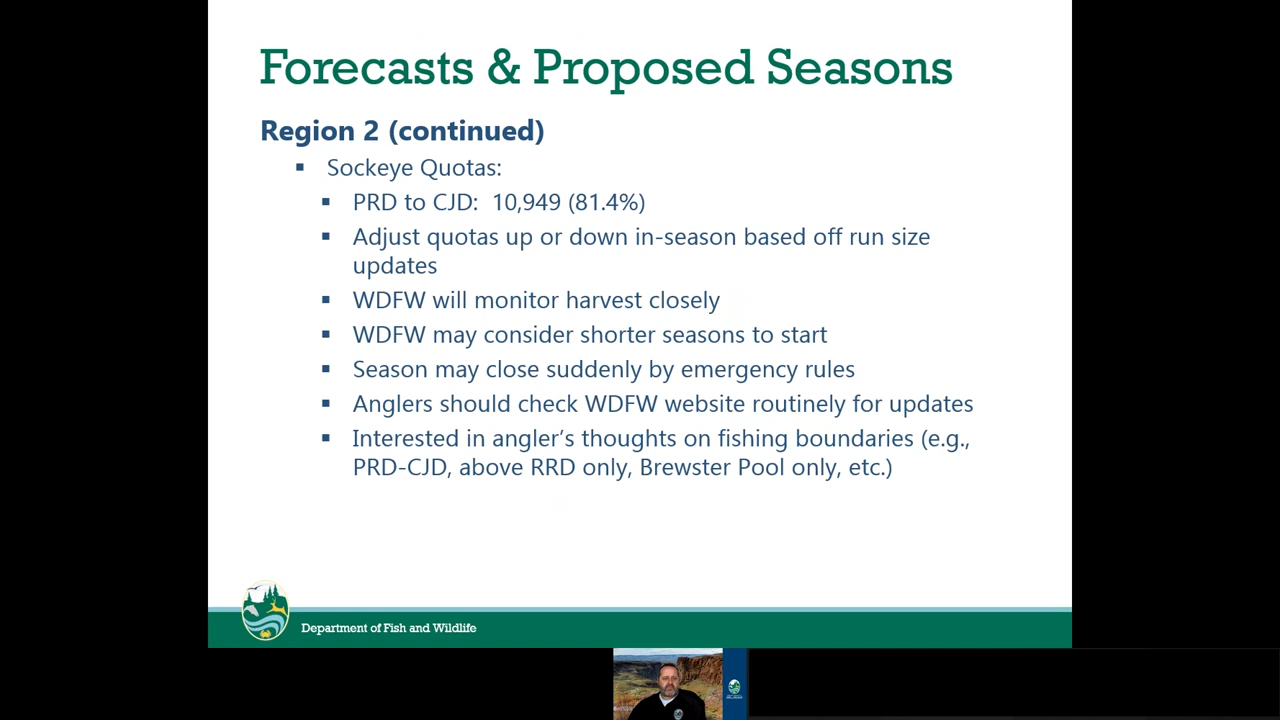 Forecasts & Proposed Seasons
Region 2 (continued)
Sockeye Quotas:
PRD to CJD:  10,949 (81.4%)
Adjust quotas up or down in-season based off run size
updates
WDFW will monitor harvest closely
WDFW may consider shorter seasons to start
Season may close suddenly by emergency rules
Anglers should check WDFW website routinely for updates
Interested in angler's thoughts on fishing boundaries (e.g.,
PRD-CJD, above RRD only, Brewster Pool only, etc.)
Department of Fish and Wildlife